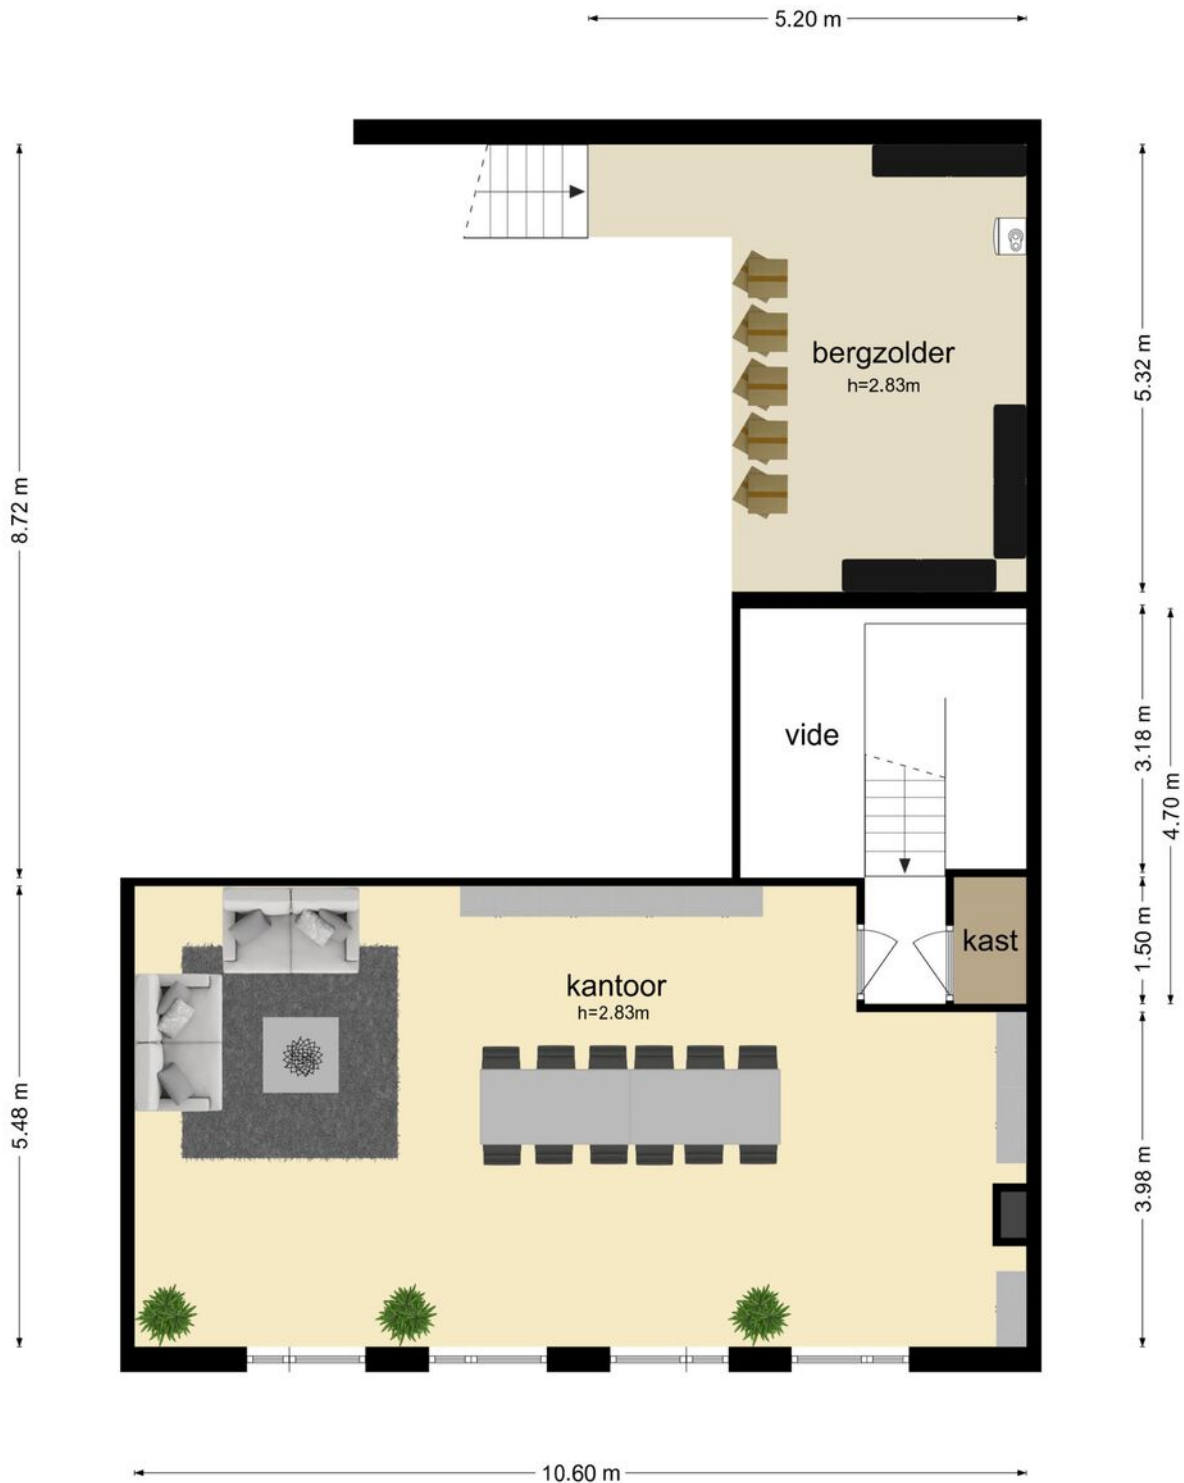 5.20 m
8.72 m
5.32 m
bergzolder
h=2.83m
vide
3.18 m
4.70 m
kast
1.50 m
kantoor
h=2.83m
5.48 m
3.98 m
10.60 m